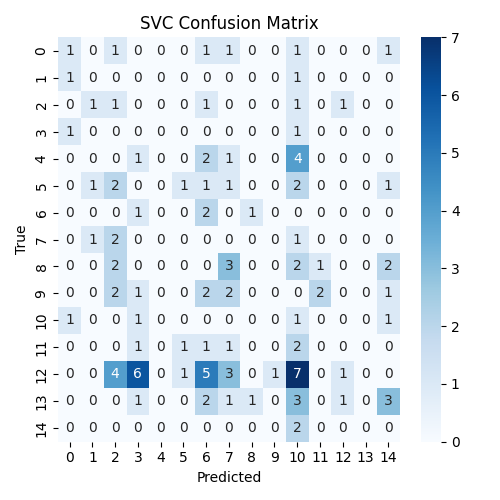 SVC Confusion Matrix
0 1 0 1 0 0 0 1 1 0 0 1 0 0 0 1
1 1 0 0 0 0 0 0 0 0 0 1 0 0 0 0
2 0 1 1 0 0 0 1 0 0 0 1 0 1 0 0
3 1 0 0 0 0 0 0 0 0 0 1 0 0 0 0
4 0 0 0 1 0 0 2 1 0 0 4 0 0 0 0
5 0 1 2 0 0 1 1 1 0 0 2 0 0 0 1
6 0 0 0 1 0 0 2 0 1 0 0 0 0 0 0
7 0 1 2 0 0 0 0 0 0 0 1 0 0 0 0
8 0 0 2 0 0 0 0 3 0 0 2 1 0 0 2
9 0 0 2 1 0 0 2 2 0 0 0 2 0 0 1
10 1 0 0 1 0 0 0 0 0 0 1 0 0 0 1
11 0 0 0 1 0 1 1 1 0 0 2 0 0 0 0
12 0 0 4 6 0 1 5 3 0 1 7 0 1 0 0
13 0 0 0 1 0 0 2 1 1 0 3 0 1 0 3
14 0 0 0 0 0 0 0 0 0 0 2 0 0 0 0
0 1 2 3 4 5 6 7 8 9 10 11 12 13 14
Predicted
True
7
6
5
4
3
2
1
0